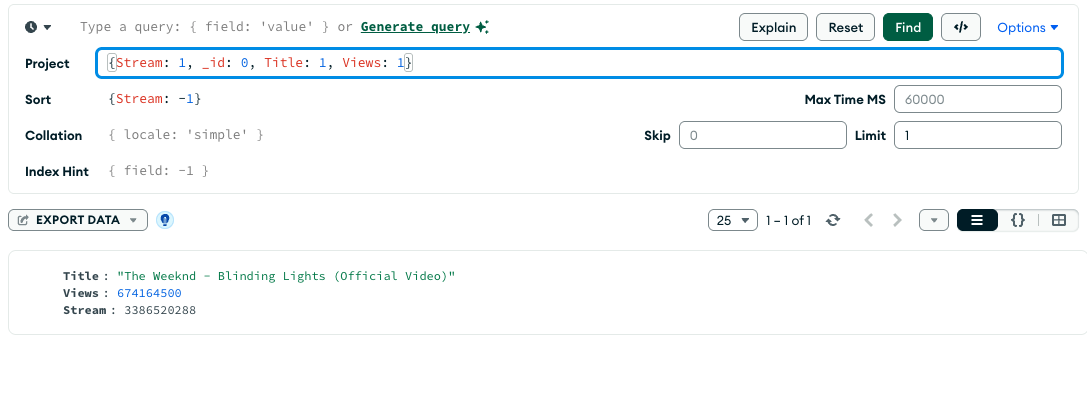 Type a query: { field: 'value' } or Generate query Explain Reset Find </> Options
Project {Stream: 1, _id: 0, Title: 1, Views: 1}
Sort {Stream: -1} Max Time MS 60000
Collation { locale: 'simple' } Skip 0 Limit 1
Index Hint { field: -1 }
EXPORT DATA 25 1 – 1 of 1 {}
Title : "The Weeknd - Blinding Lights (Official Video)"
Views : 674164500
Stream : 3386520288